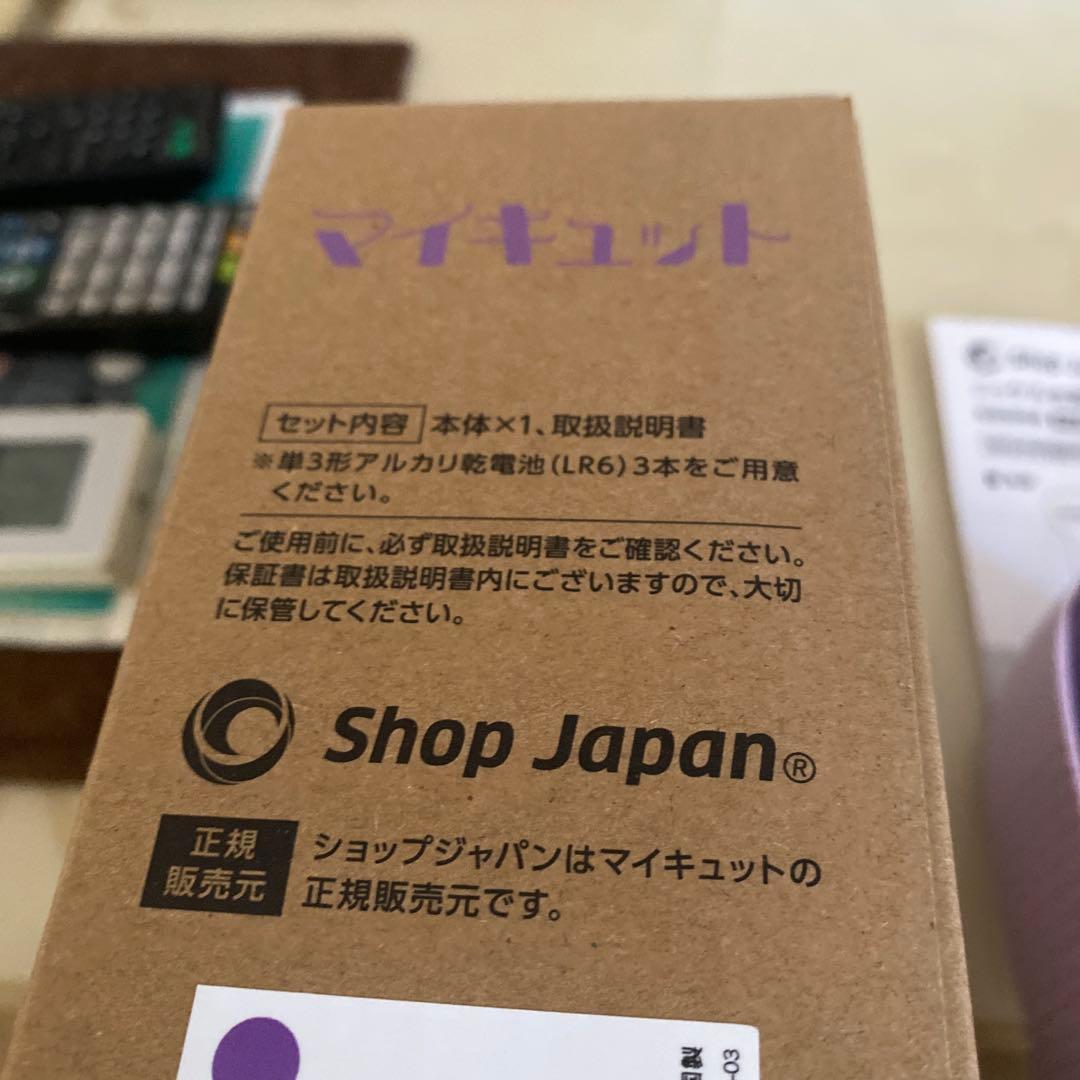 マイキュット
セット内容 本体×1、取扱説明書
※単3形アルカリ乾電池(LR6)3本をご用意
ください。
ご使用前に、必ず取扱説明書をご確認ください。
保証書は取扱説明書内にございますので、大切
に保管してください。
Shop Japan®
正規
販売元
ショップジャパンはマイキュットの
正規販売元です。
-03